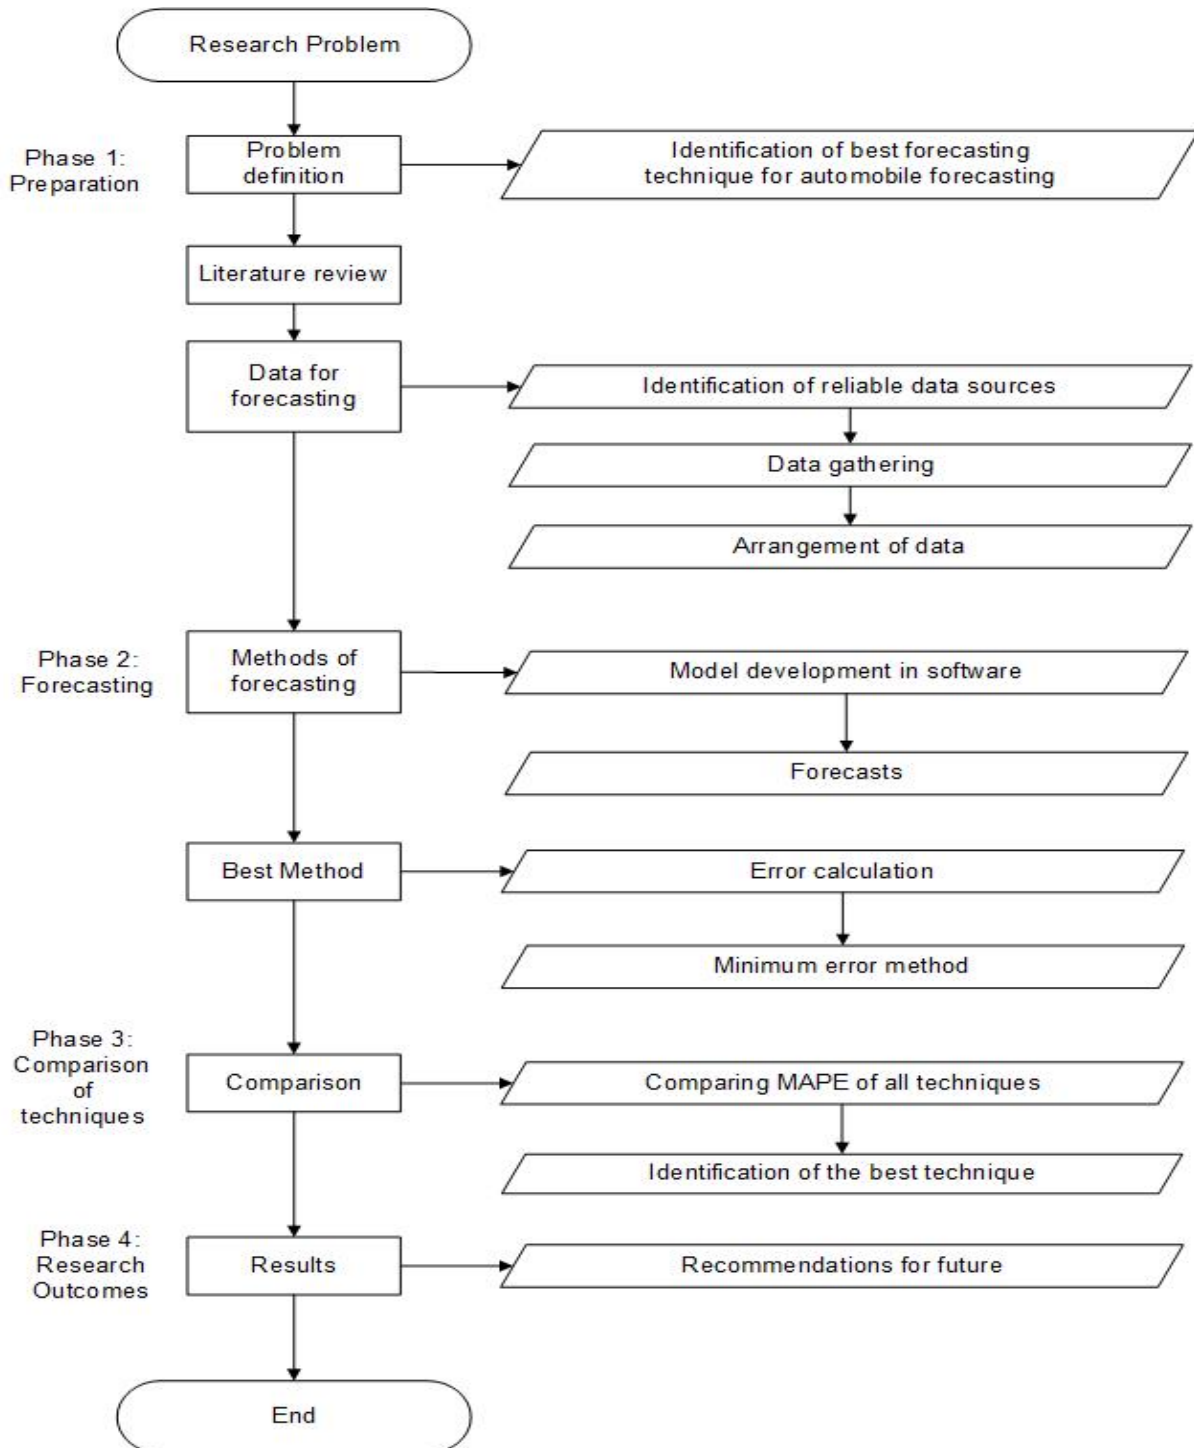 Research Problem
Phase 1:
Preparation
Problem
definition
Identification of best forecasting
technique for automobile forecasting
Literature review
Data for
forecasting
Identification of reliable data sources
Data gathering
Arrangement of data
Phase 2:
Forecasting
Methods of
forecasting
Model development in software
Forecasts
Best Method
Error calculation
Minimum error method
Phase 3:
Comparison
of
techniques
Comparison
Comparing MAPE of all techniques
Identification of the best technique
Phase 4:
Research
Outcomes
Results
Recommendations for future
End